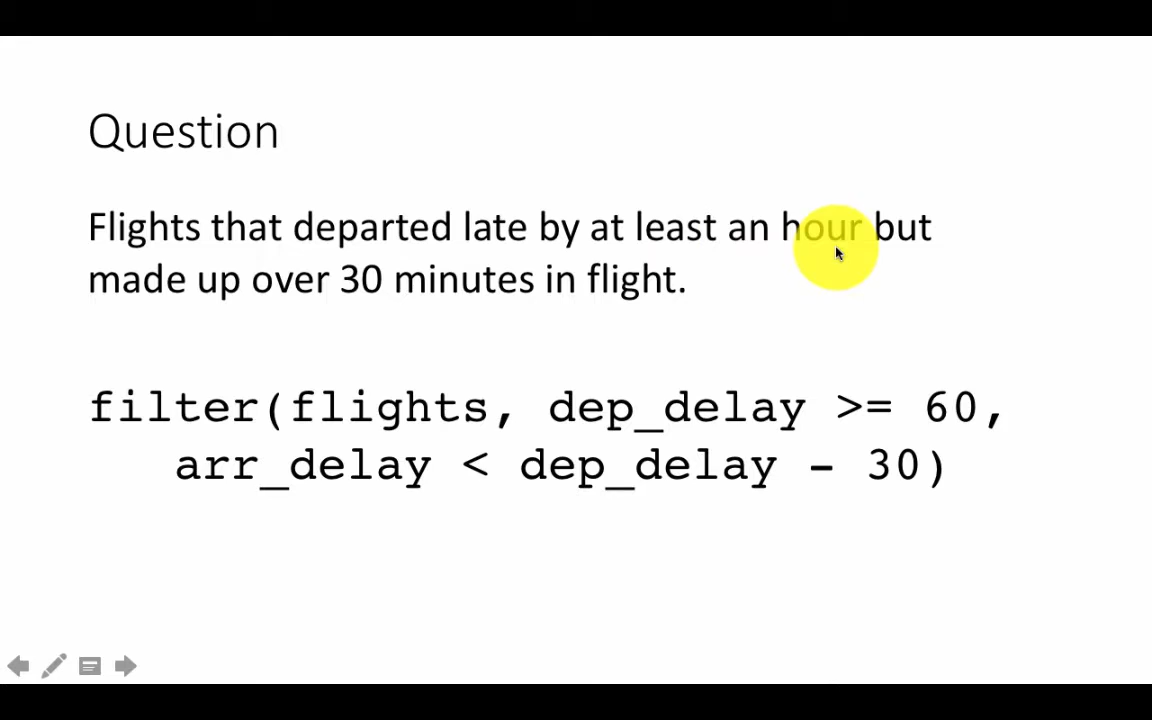 Question
Flights that departed late by at least an hour but
made up over 30 minutes in flight.
filter(flights, dep_delay >= 60,
arr_delay < dep_delay - 30)